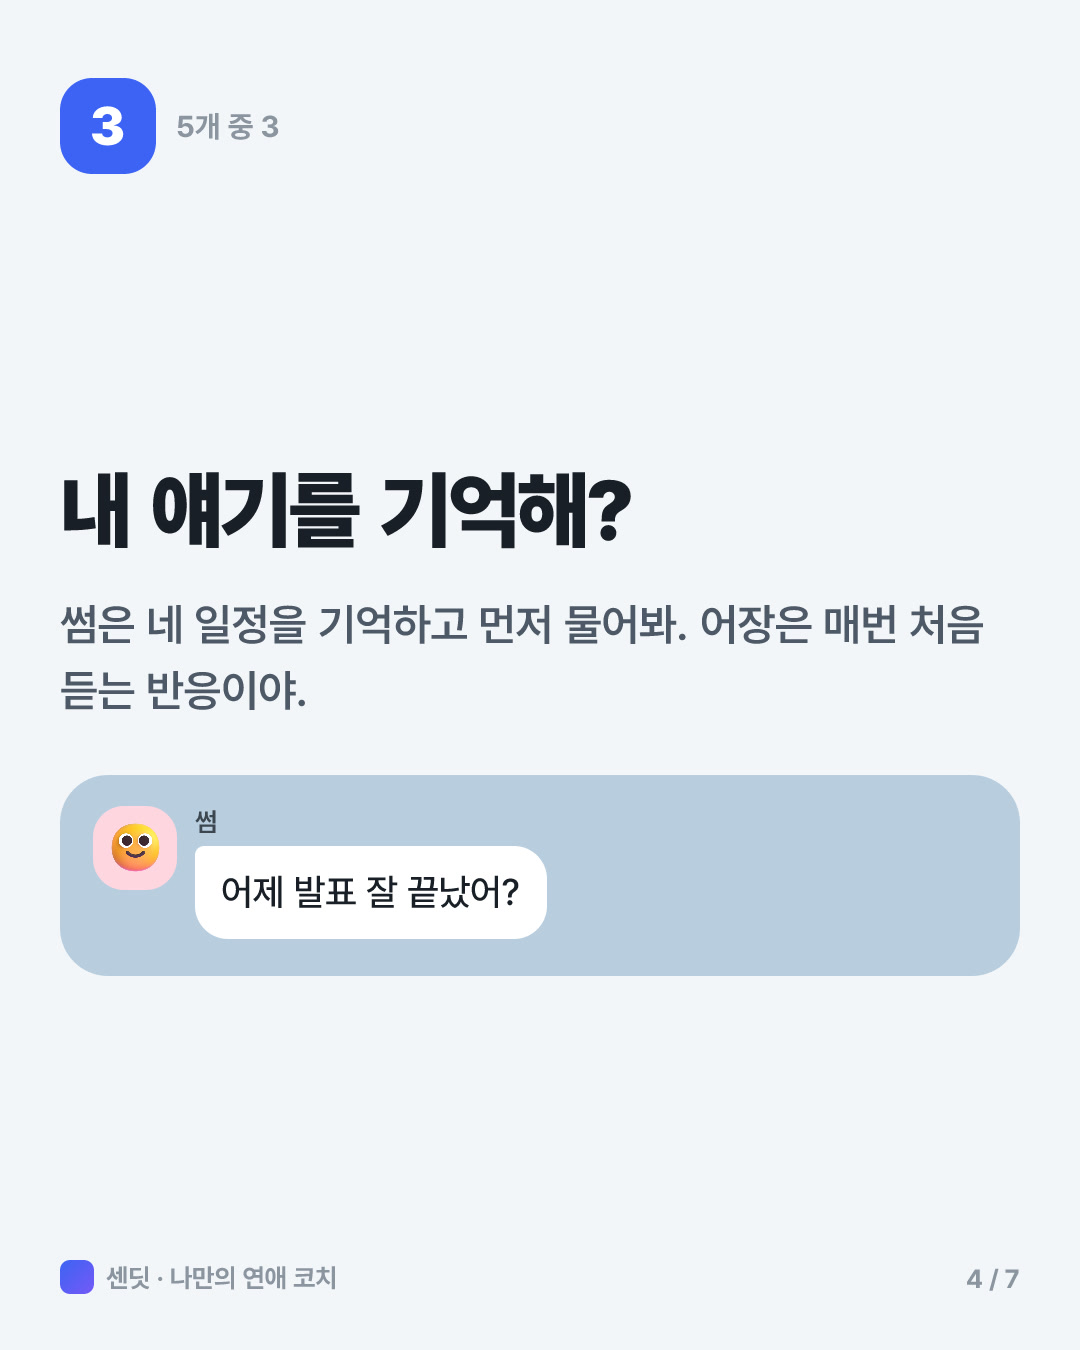 3
5개 중 3
내 얘기를 기억해?
썸은 네 일정을 기억하고 먼저 물어봐. 어장은 매번 처음
듣는 반응이야.
썸
어제 발표 잘 끝났어?
센딧 · 나만의 연애 코치
4 / 7